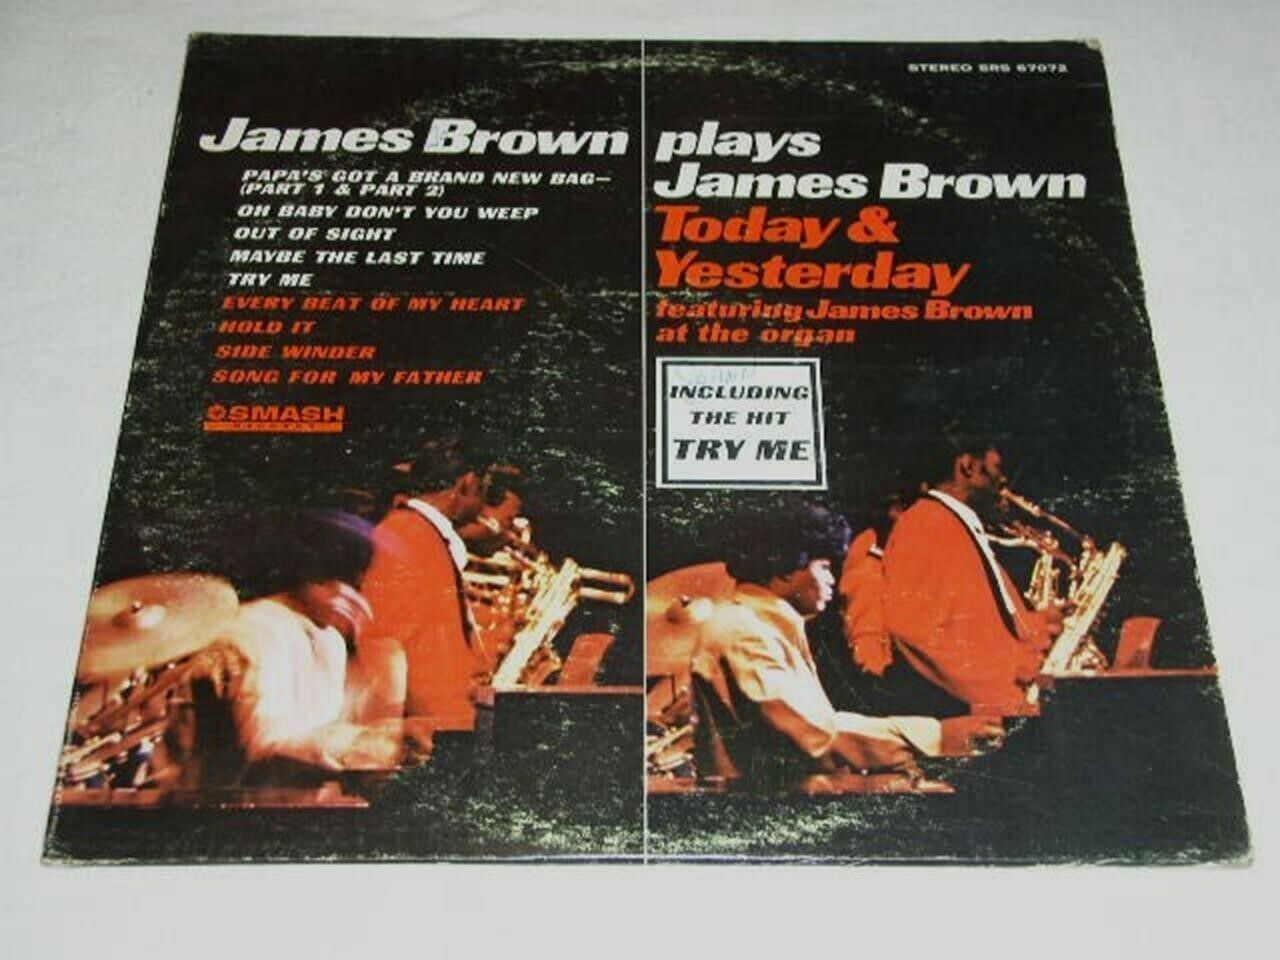 STEREO SRS 67072
James Brown
PAPA'S GOT A BRAND NEW BAG—
(PART 1 & PART 2)
OH BABY DON'T YOU WEEP
OUT OF SIGHT
MAYBE THE LAST TIME
TRY ME
EVERY BEAT OF MY HEART
HOLD IT
SIDE WINDER
SONG FOR MY FATHER
SMASH
RECORDS
plays
James Brown
Today &
Yesterday
featuring James Brown
at the organ
INCLUDING
THE HIT
TRY ME